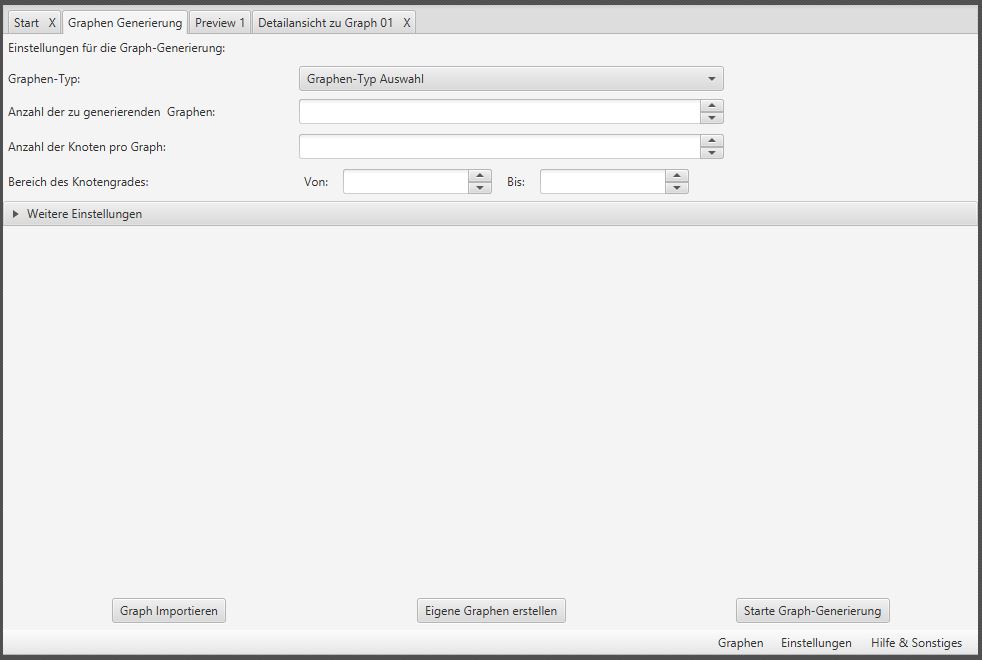 Start X Graphen Generierung Preview 1 Detailansicht zu Graph 01 X
Einstellungen für die Graph-Generierung:
Graphen-Typ: Graphen-Typ Auswahl
Anzahl der zu generierenden Graphen:
Anzahl der Knoten pro Graph:
Bereich des Knotengrades: Von: Bis:
Weitere Einstellungen
Graph Importieren Eigene Graphen erstellen Starte Graph-Generierung
Graphen Einstellungen Hilfe & Sonstiges